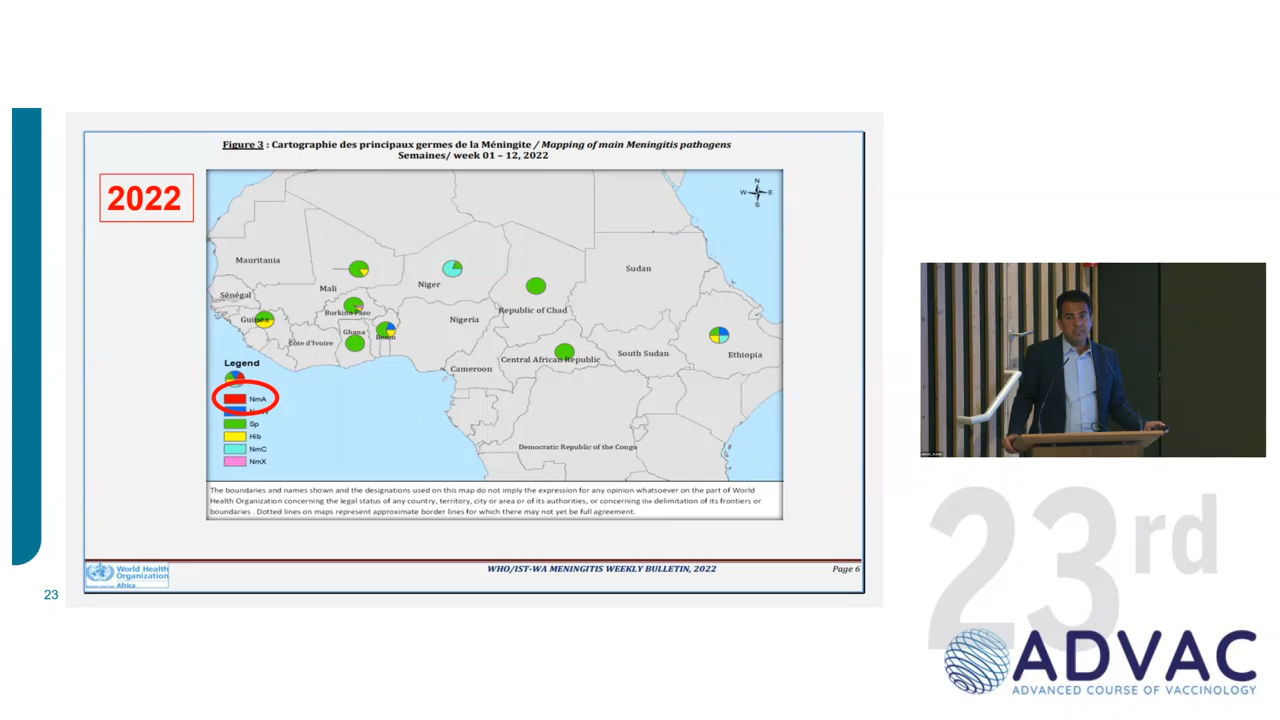 Figure 3 : Cartographie des principaux germes de la Méningite / Mapping of main Meningitis pathogens
Semaines/ week 01 – 12, 2022
2022
N
W E
S
Mauritania
Mali
Niger
Sudan
Sénégal
Burkina Faso
Republic of Chad
Guinea
Nigeria
Ghana
Benin
Côte d'Ivoire
South Sudan
Ethiopia
Central African Republic
Cameroon
Legend
NmA
NmW
Sp
Hib
NmC
NmX
Democratic Republic of the Congo
The boundaries and names shown and the designations used on this map do not imply the expression for any opinion whatsoever on the part of World
Health Organization concerning the legal status of any country, territory, city or area or of its authorities, or concerning the delimitation of its frontiers or
boundaries . Dotted lines on maps represent approximate border lines for which there may not yet be full agreement.
World Health
Organization
Africa
WHO/IST-WA MENINGITIS WEEKLY BULLETIN, 2022
Page 6
23
23rd
ADVAC
ADVANCED COURSE OF VACCINOLOGY